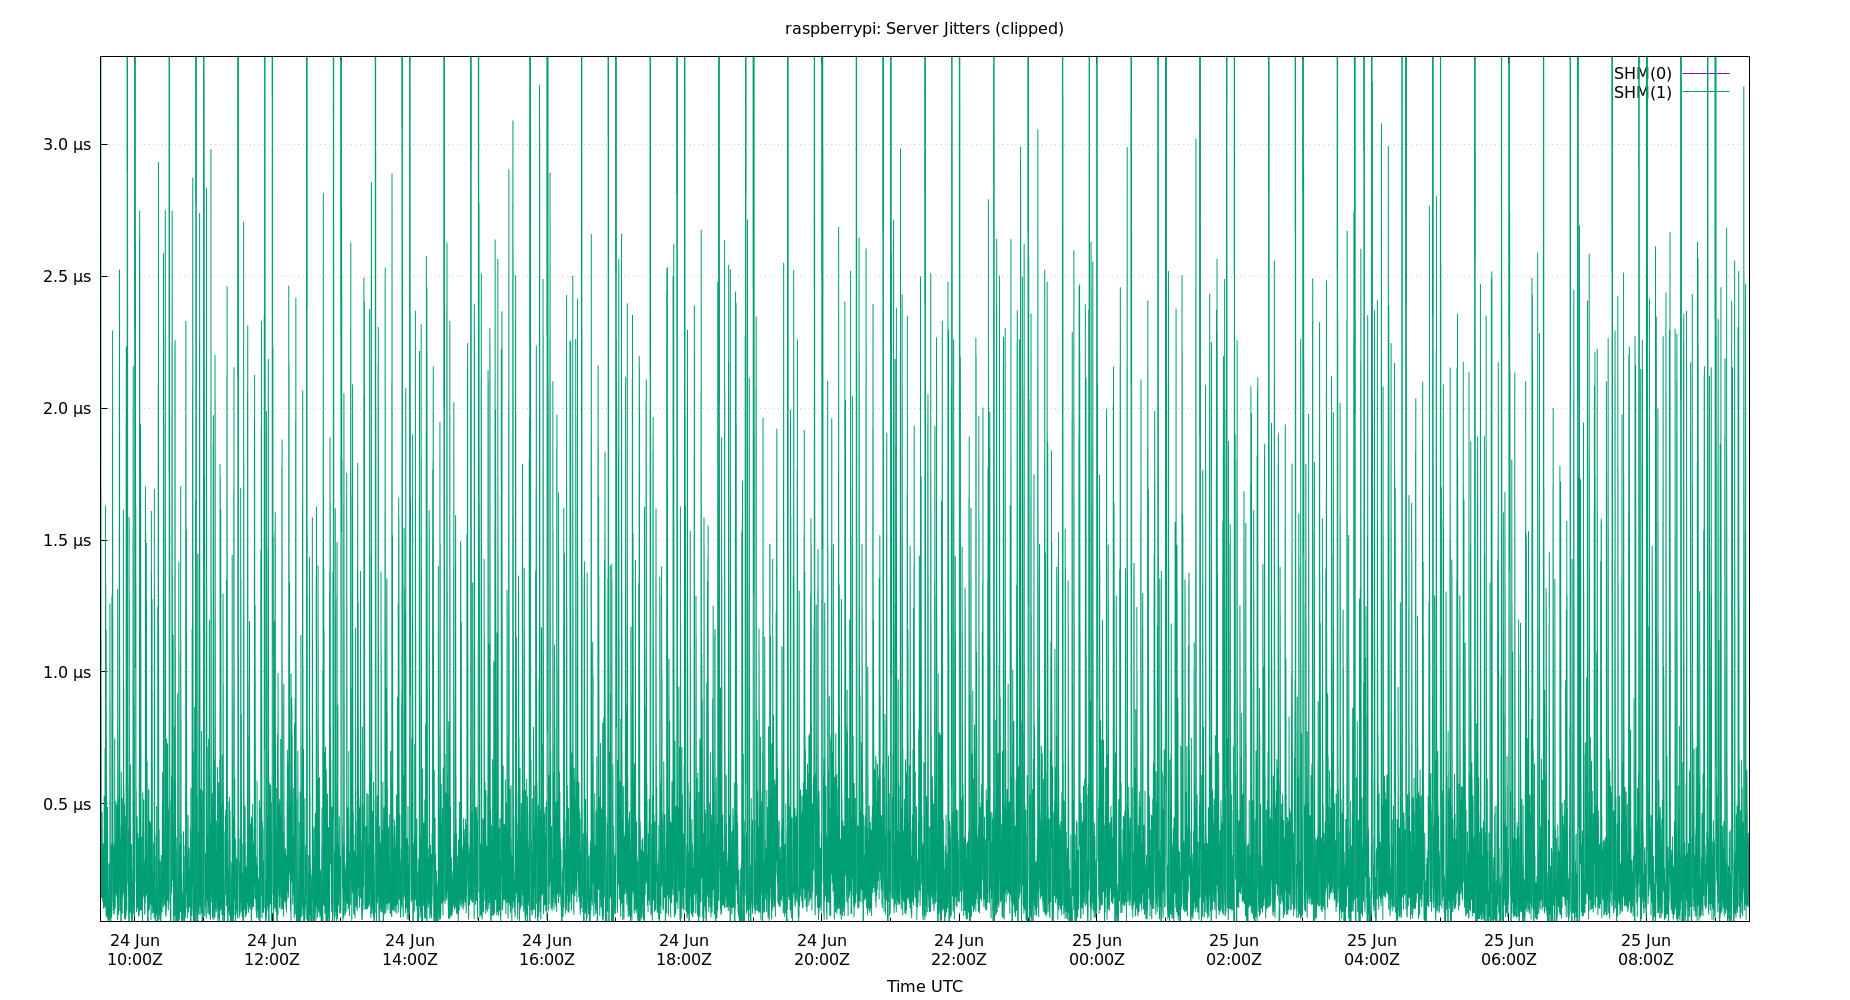 raspberrypi: Server Jitters (clipped)
SHM(0)
SHM(1)
3.0 µs
2.5 µs
2.0 µs
1.5 µs
1.0 µs
0.5 µs
24 Jun 24 Jun 24 Jun 24 Jun 24 Jun 24 Jun 24 Jun 25 Jun 25 Jun 25 Jun 25 Jun 25 Jun
10:00Z 12:00Z 14:00Z 16:00Z 18:00Z 20:00Z 22:00Z 00:00Z 02:00Z 04:00Z 06:00Z 08:00Z
Time UTC